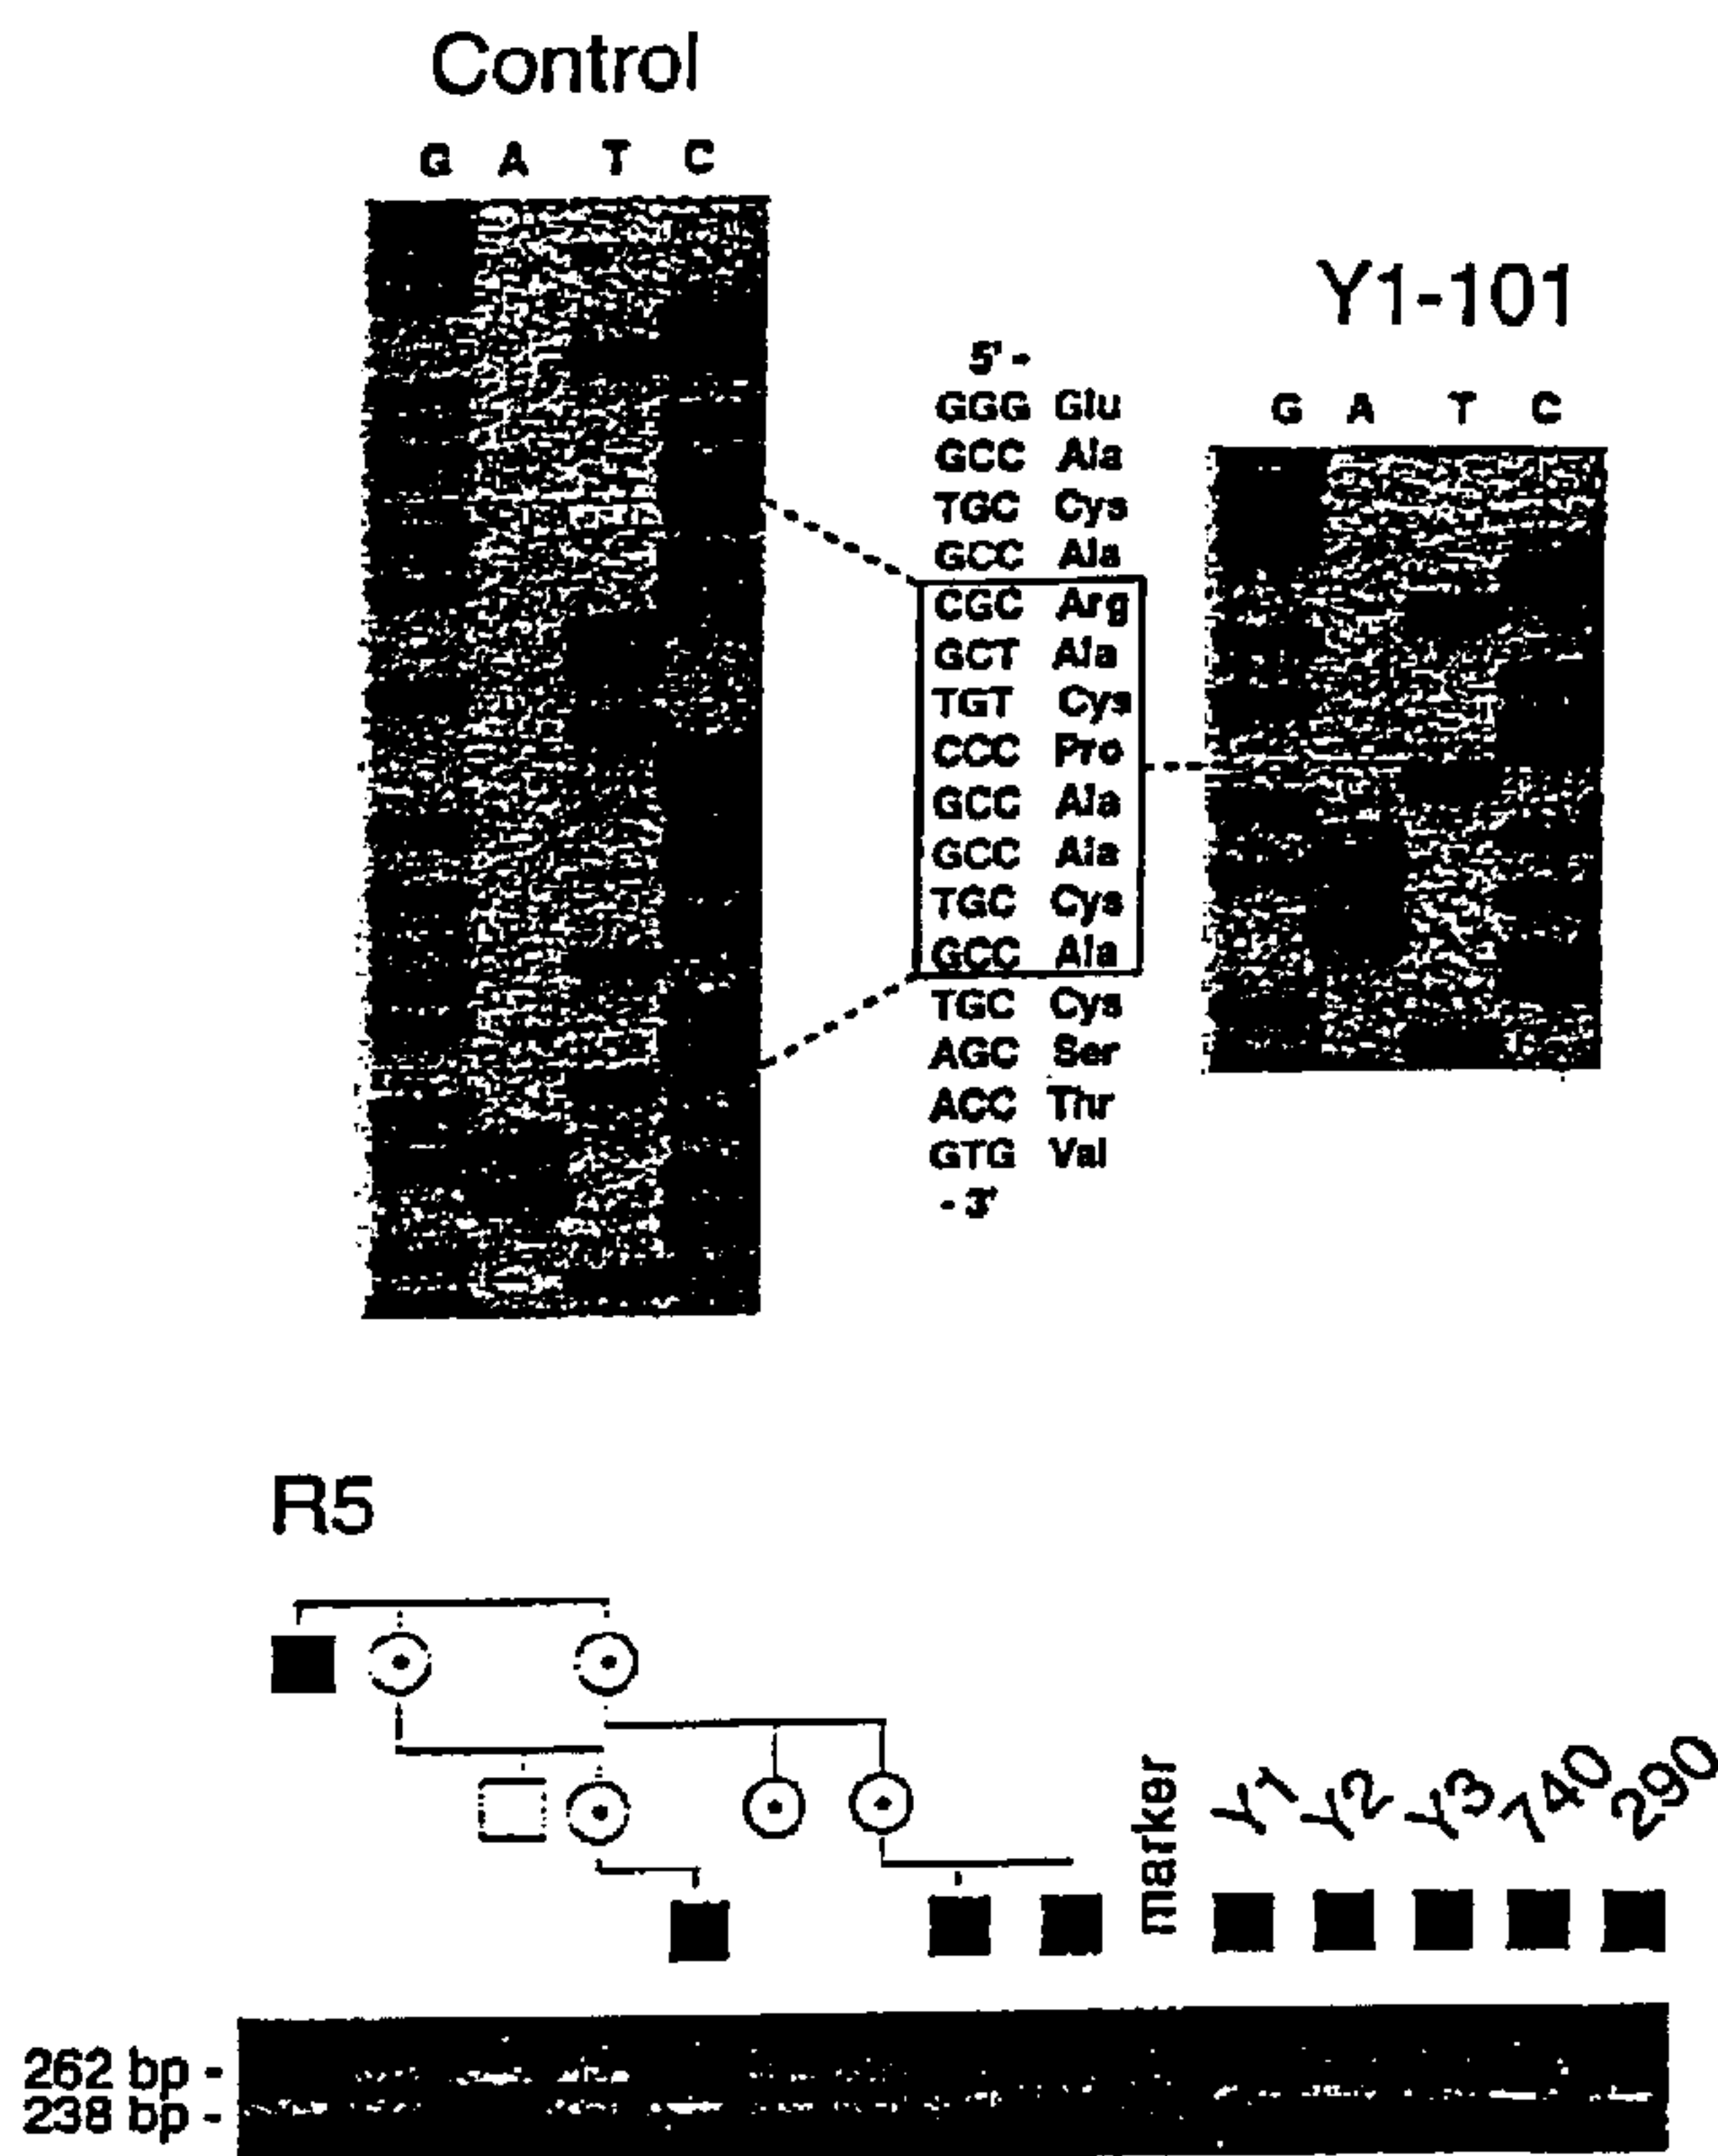 Control
G A T C
Y1-101
G A T C
5'-
GGG Glu
GCC Ala
TGC Cys
GCC Ala
CGC Arg
GCT Ala
TGT Cys
CCC Pro
GCC Ala
GCC Ala
TGC Cys
GCC Ala
TGC Cys
AGC Ser
ACC Thr
GTG Val
-3'
R5
marker
Y1
Y2
Y3
740
290
262 bp -
238 bp -